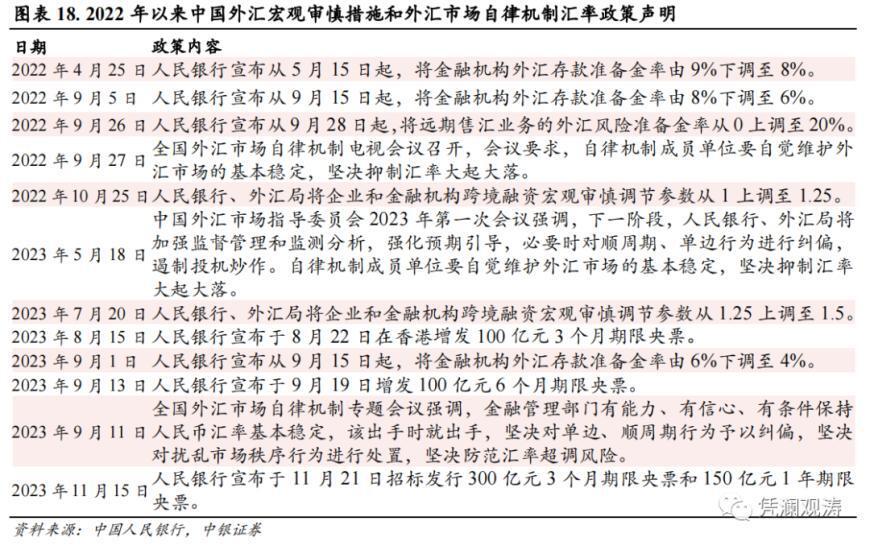 图表 18. 2022 年以来中国外汇宏观审慎措施和外汇市场自律机制汇率政策声明
日期 政策内容
2022 年 4 月 25 日 人民银行宣布从 5 月 15 日起，将金融机构外汇存款准备金率由 9%下调至 8%。
2022 年 9 月 5 日 人民银行宣布从 9 月 15 日起，将金融机构外汇存款准备金率由 8%下调至 6%。
2022 年 9 月 26 日 人民银行宣布从 9 月 28 日起,将远期售汇业务的外汇风险准备金率从 0 上调至 20%。
2022 年 9 月 27 日 全国外汇市场自律机制电视会议召开，会议要求，自律机制成员单位要自觉维护外
汇市场的基本稳定，坚决抑制汇率大起大落。
2022 年 10 月 25 日 人民银行、外汇局将企业和金融机构跨境融资宏观审慎调节参数从 1 上调至 1.25。
中国外汇市场指导委员会 2023 年第一次会议强调，下一阶段，人民银行、外汇局将
2023 年 5 月 18 日 加强监督管理和监测分析，强化预期引导，必要时对顺周期、单边行为进行纠偏，
遏制投机炒作。自律机制成员单位要自觉维护外汇市场的基本稳定，坚决抑制汇率
大起大落。
2023 年 7 月 20 日 人民银行、外汇局将企业和金融机构跨境融资宏观审慎调节参数从 1.25 上调至 1.5。
2023 年 8 月 15 日 人民银行宣布于 8 月 22 日在香港增发 100 亿元 3 个月期限央票。
2023 年 9 月 1 日 人民银行宣布从 9 月 15 日起，将金融机构外汇存款准备金率由 6%下调至 4%。
2023 年 9 月 13 日 人民银行宣布于 9 月 19 日增发 100 亿元 6 个月期限央票。
全国外汇市场自律机制专题会议强调，金融管理部门有能力、有信心、有条件保持
2023 年 9 月 11 日 人民币汇率基本稳定，该出手时就出手，坚决对单边、顺周期行为予以纠偏，坚决
对扰乱市场秩序行为进行处置，坚决防范汇率超调风险。
2023 年 11 月 15 日 人民银行宣布于 11 月 21 日招标发行 300 亿元 3 个月期限央票和 150 亿元 1 年期限
央票。
凭澜观涛
资料来源：中国人民银行，中银证券